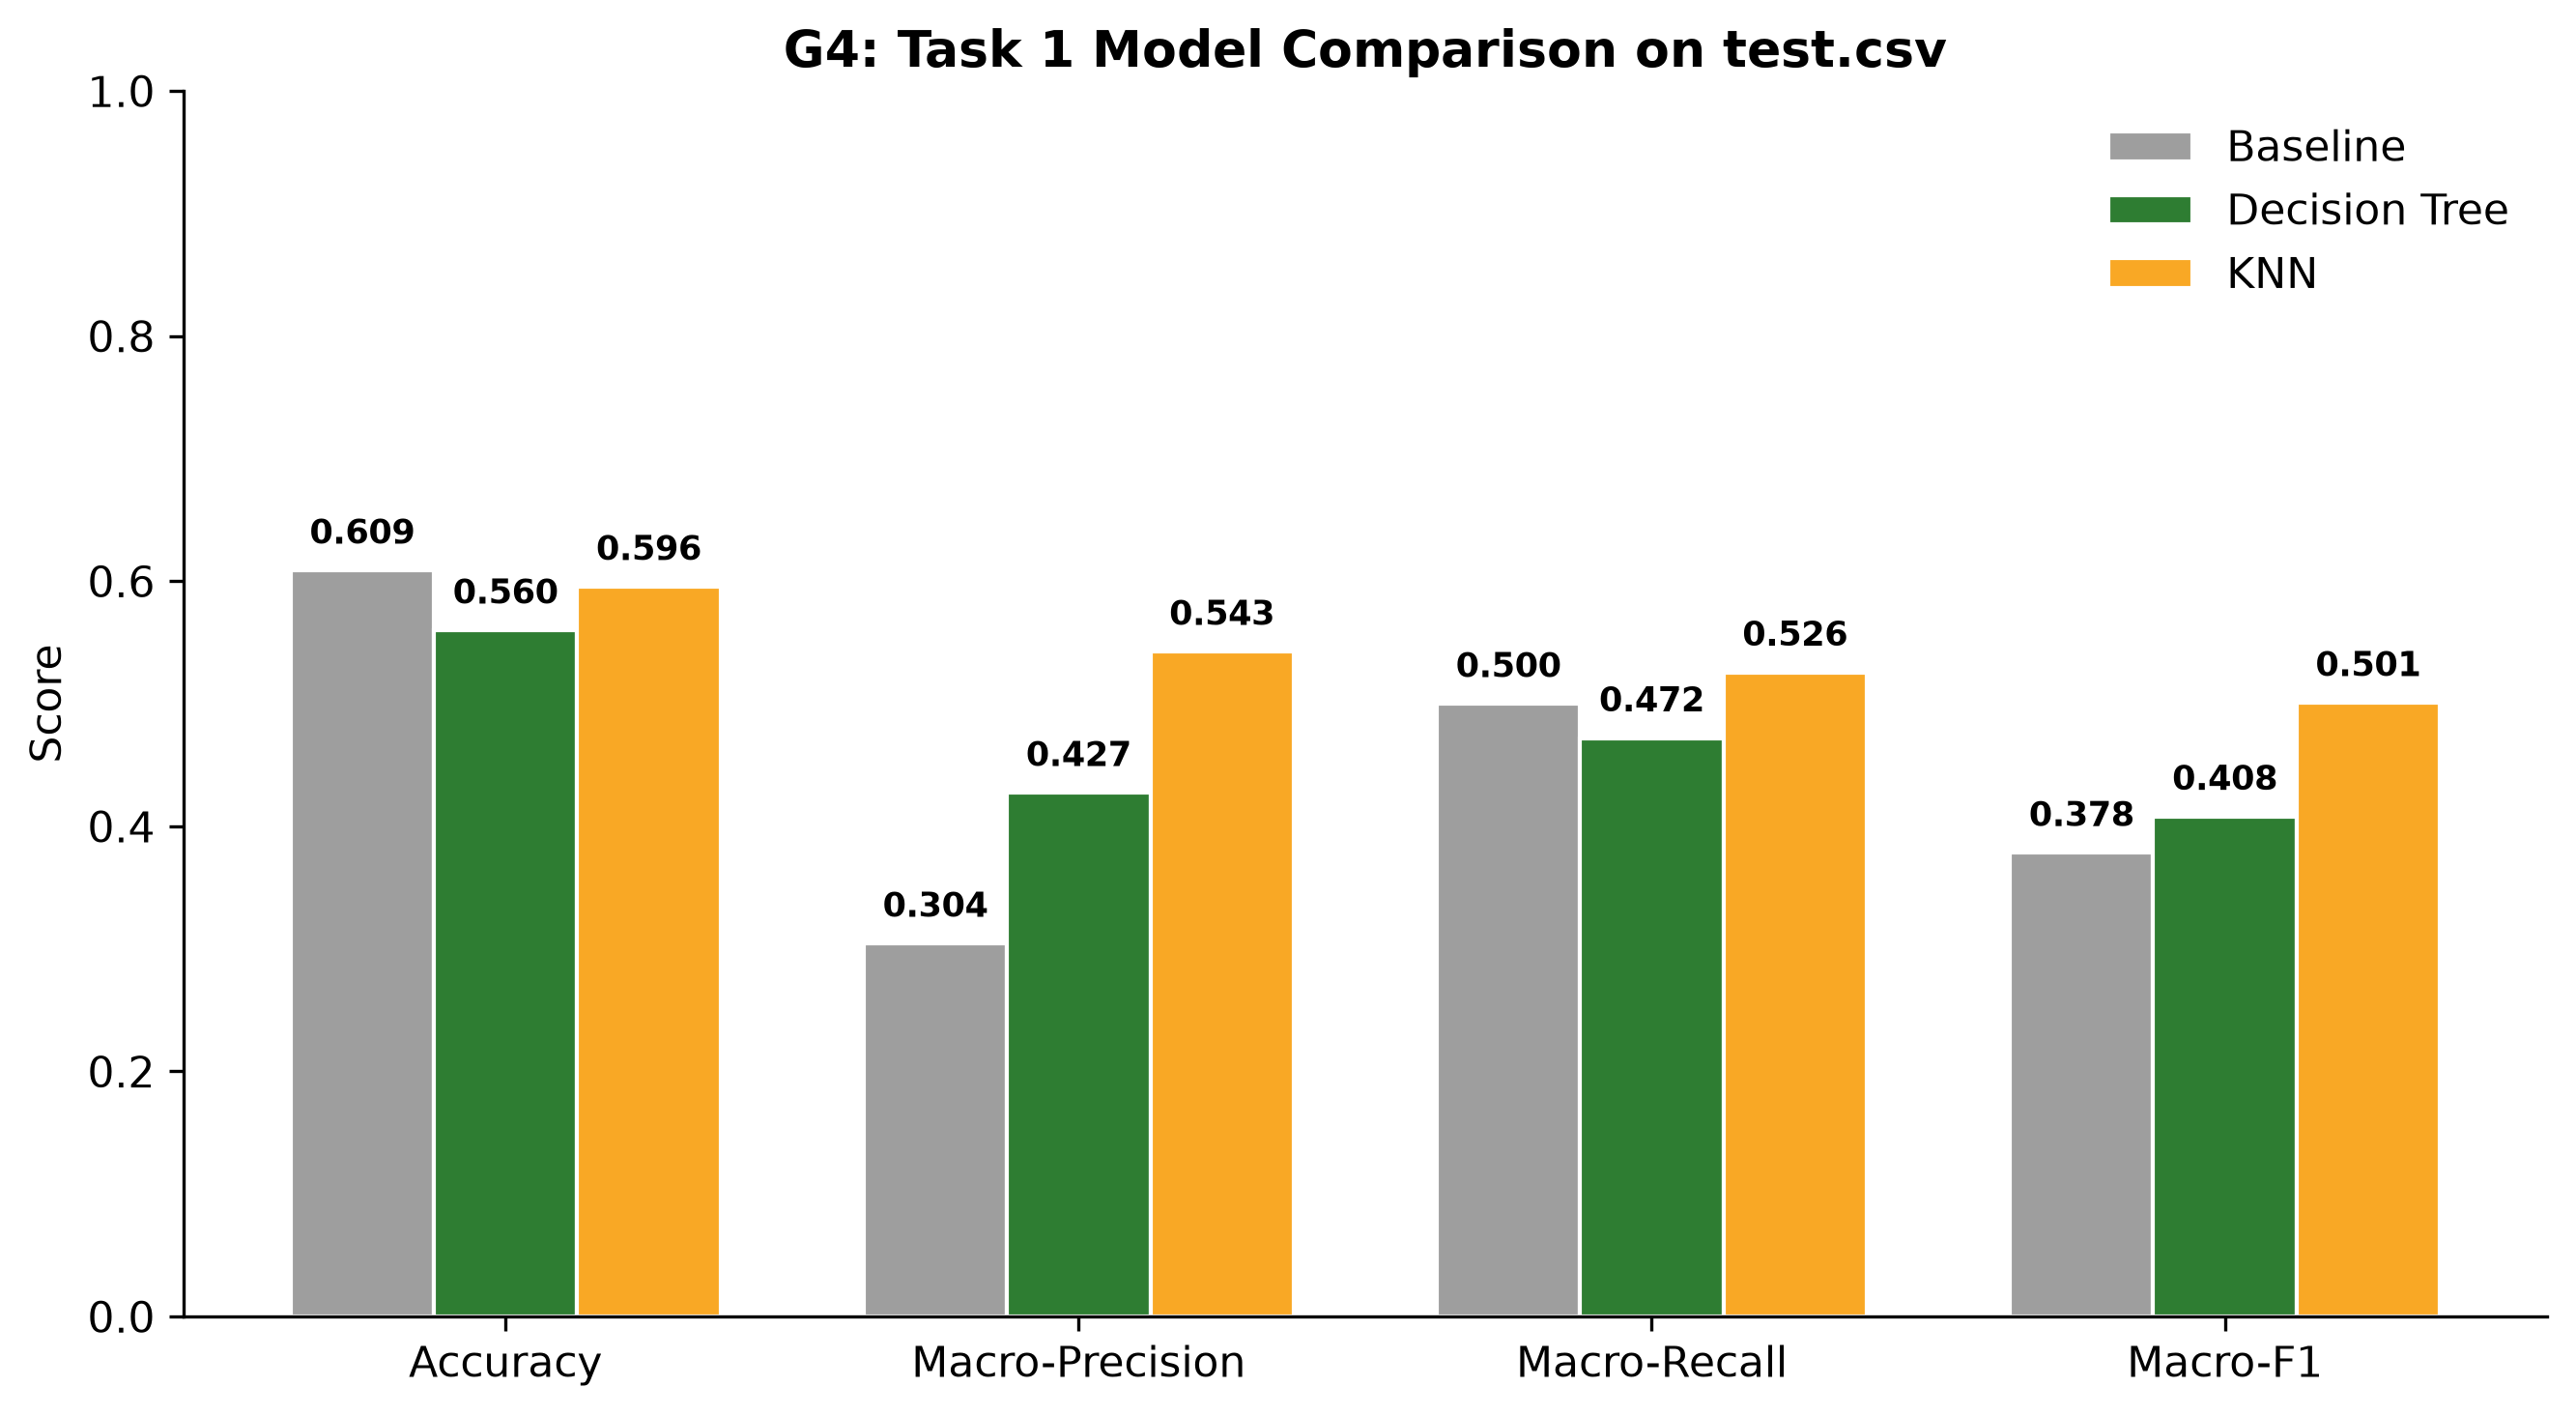 G4: Task 1 Model Comparison on test.csv
1.0
0.8
0.6
0.4
0.2
0.0
Score
Baseline
Decision Tree
KNN
0.609
0.560
0.596
0.304
0.427
0.543
0.500
0.472
0.526
0.378
0.408
0.501
Accuracy
Macro-Precision
Macro-Recall
Macro-F1